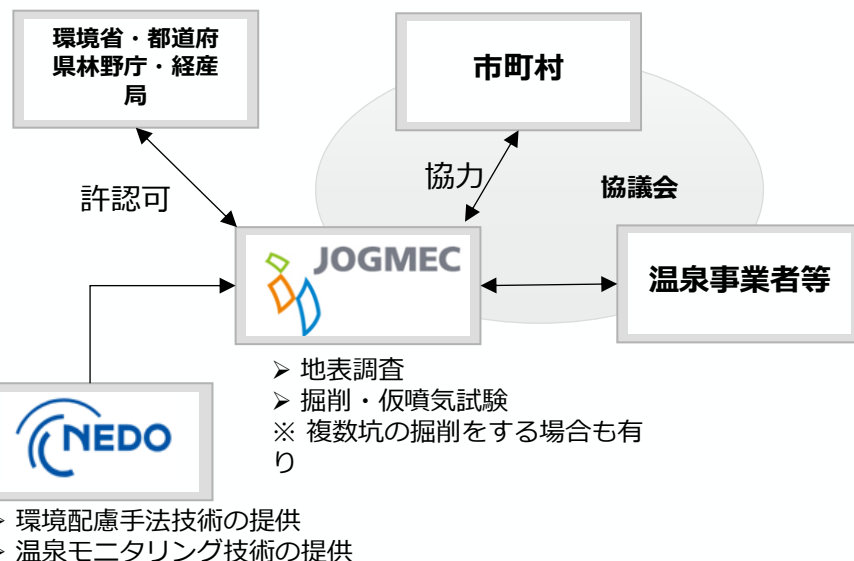 環境省・都道府
県林野庁・経産
局
市町村
許認可
協力
協議会
JOGMEC
温泉事業者等
➢ 地表調査
➢ 掘削・仮噴気試験
※ 複数坑の掘削をする場合も有
り
NEDO
➢ 環境配慮手法技術の提供
➢ 温泉モニタリング技術の提供